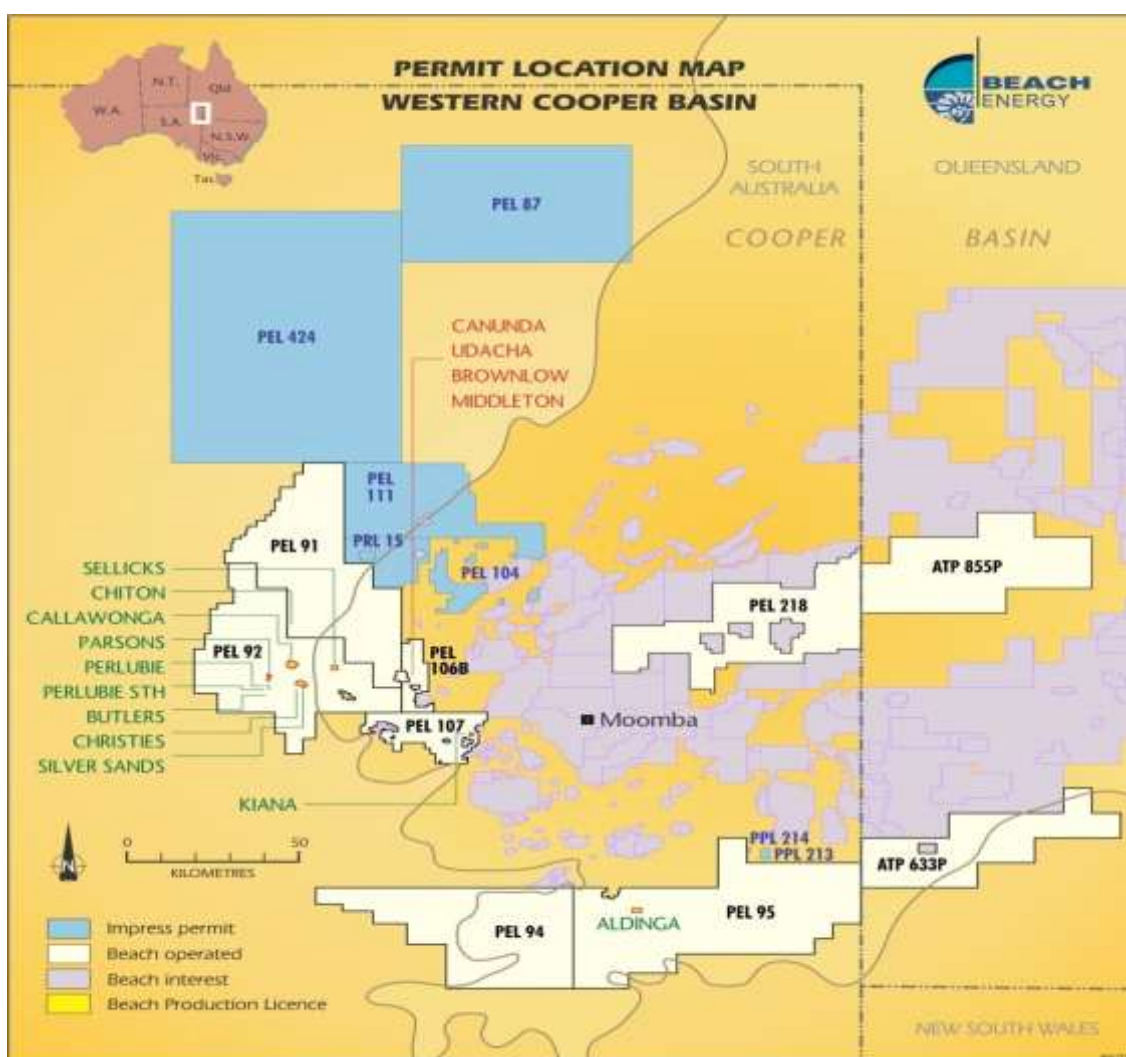 PERMIT LOCATION MAP
WESTERN COOPER BASIN
BEACH
ENERGY
N.T.
Qld
W.A.
S.A.
N.S.W.
Vic.
Tas.
SOUTH
AUSTRALIA
QUEENSLAND
COOPER
BASIN
PEL 87
PEL 424
CANUNDA
UDACHA
BROWNLOW
MIDDLETON
PEL
111
PRL 15
PEL 91
PEL 104
ATP 855P
SELLICKS
CHITON
CALLAWONGA
PARSONS
PERLUBIE
PERLUBIE STH
BUTLERS
CHRISTIES
SILVER SANDS
PEL 218
PEL 92
PEL
106B
PEL 107
Moomba
KIANA
PPL 214
PPL 213
ATP 633P
N
0
50
KILOMETRES
PEL 94
ALDINGA
PEL 95
Impress permit
Beach operated
Beach interest
Beach Production Licence
NEW SOUTH WALES